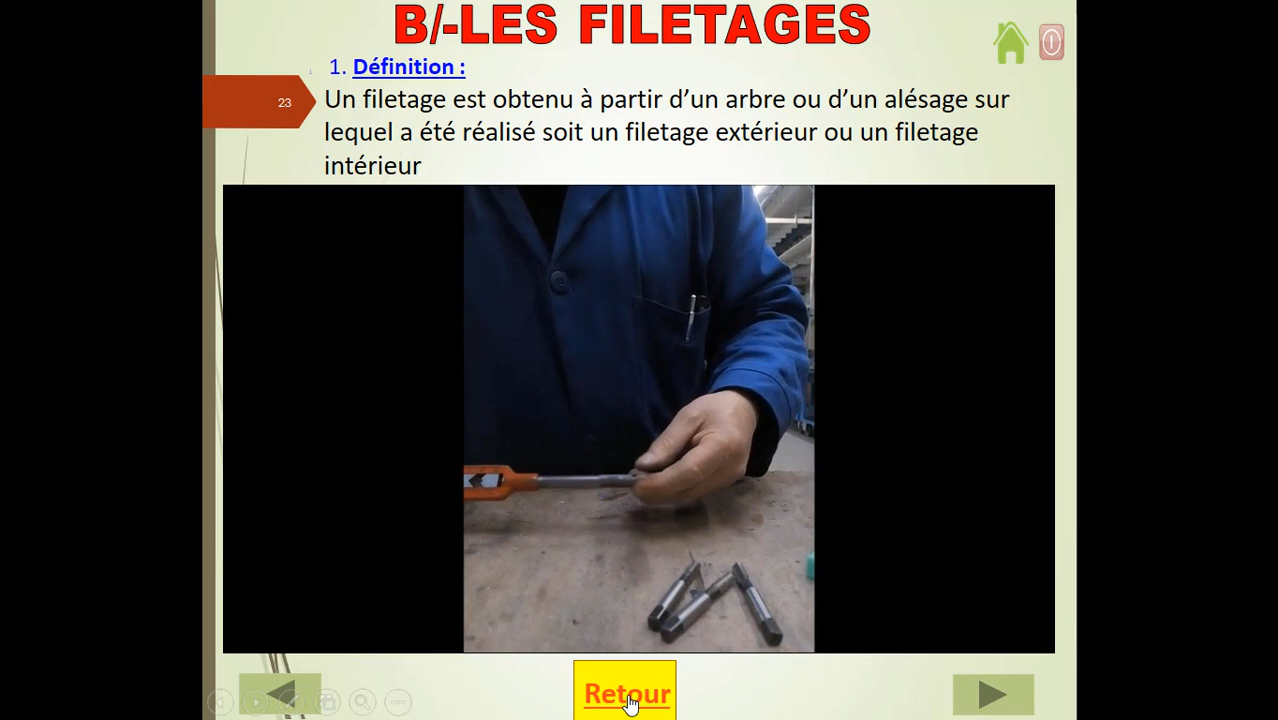 B/-LES FILETAGES
1. Définition :
23
Un filetage est obtenu à partir d’un arbre ou d’un alésage sur
lequel a été réalisé soit un filetage extérieur ou un filetage
intérieur
Retour